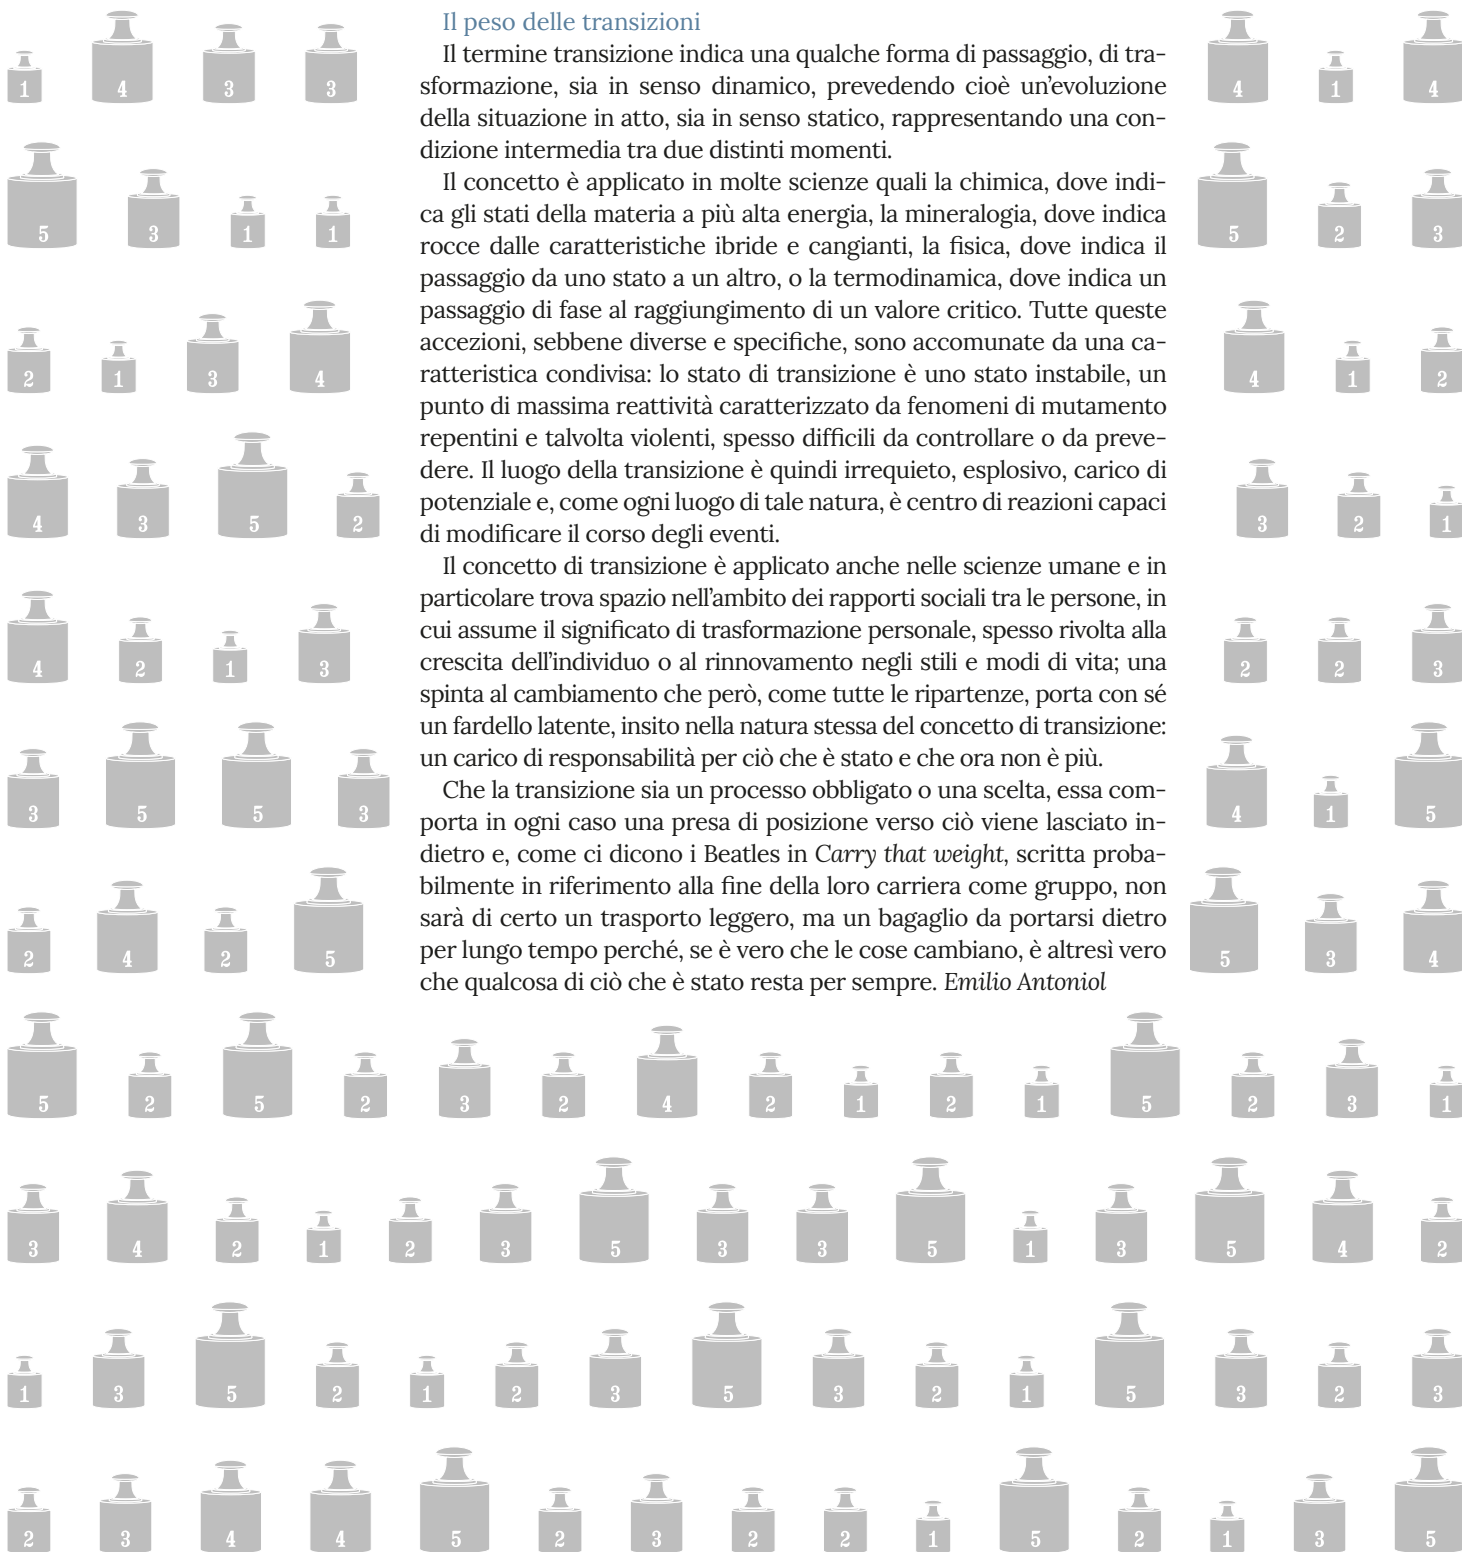 Il peso delle transizioni
1 4 3 3
Il termine transizione indica una qualche forma di passaggio, di tra-
sformazione, sia in senso dinamico, prevedendo cioè un'evoluzione
della situazione in atto, sia in senso statico, rappresentando una con-
dizione intermedia tra due distinti momenti.
4 1 4
5 3 1 1
Il concetto è applicato in molte scienze quali la chimica, dove indi-
ca gli stati della materia a più alta energia, la mineralogia, dove indica
rocce dalle caratteristiche ibride e cangianti, la fisica, dove indica il
passaggio da uno stato a un altro, o la termodinamica, dove indica un
passaggio di fase al raggiungimento di un valore critico. Tutte queste
accezioni, sebbene diverse e specifiche, sono accomunate da una ca-
ratteristica condivisa: lo stato di transizione è uno stato instabile, un
punto di massima reattività caratterizzato da fenomeni di mutamento
repentini e talvolta violenti, spesso difficili da controllare o da preve-
dere. Il luogo della transizione è quindi irrequieto, esplosivo, carico di
potenziale e, come ogni luogo di tale natura, è centro di reazioni capaci
di modificare il corso degli eventi.
5 2 3
2 1 3 4
4 1 2
4 3 5 2
3 2 1
Il concetto di transizione è applicato anche nelle scienze umane e in
particolare trova spazio nell'ambito dei rapporti sociali tra le persone, in
cui assume il significato di trasformazione personale, spesso rivolta alla
crescita dell'individuo o al rinnovamento negli stili e modi di vita; una
spinta al cambiamento che però, come tutte le ripartenze, porta con sé
un fardello latente, insito nella natura stessa del concetto di transizione:
un carico di responsabilità per ciò che è stato e che ora non è più.
4 2 1 3
2 2 3
3 5 5 3
4 1 5
Che la transizione sia un processo obbligato o una scelta, essa com-
porta in ogni caso una presa di posizione verso ciò viene lasciato in-
dietro e, come ci dicono i Beatles in Carry that weight, scritta proba-
bilmente in riferimento alla fine della loro carriera come gruppo, non
sarà di certo un trasporto leggero, ma un bagaglio da portarsi dietro
per lungo tempo perché, se è vero che le cose cambiano, è altresì vero
che qualcosa di ciò che è stato resta per sempre. Emilio Antoniol
2 4 2 5
5 3 4
5 2 5 2 3 2 4 2 1 2 1 5 2 3 1
3 4 2 1 2 3 5 3 3 5 1 3 5 4 2
1 3 5 2 1 2 3 5 3 2 1 5 3 2 3
2 3 4 4 5 2 3 2 2 1 5 2 1 3 5